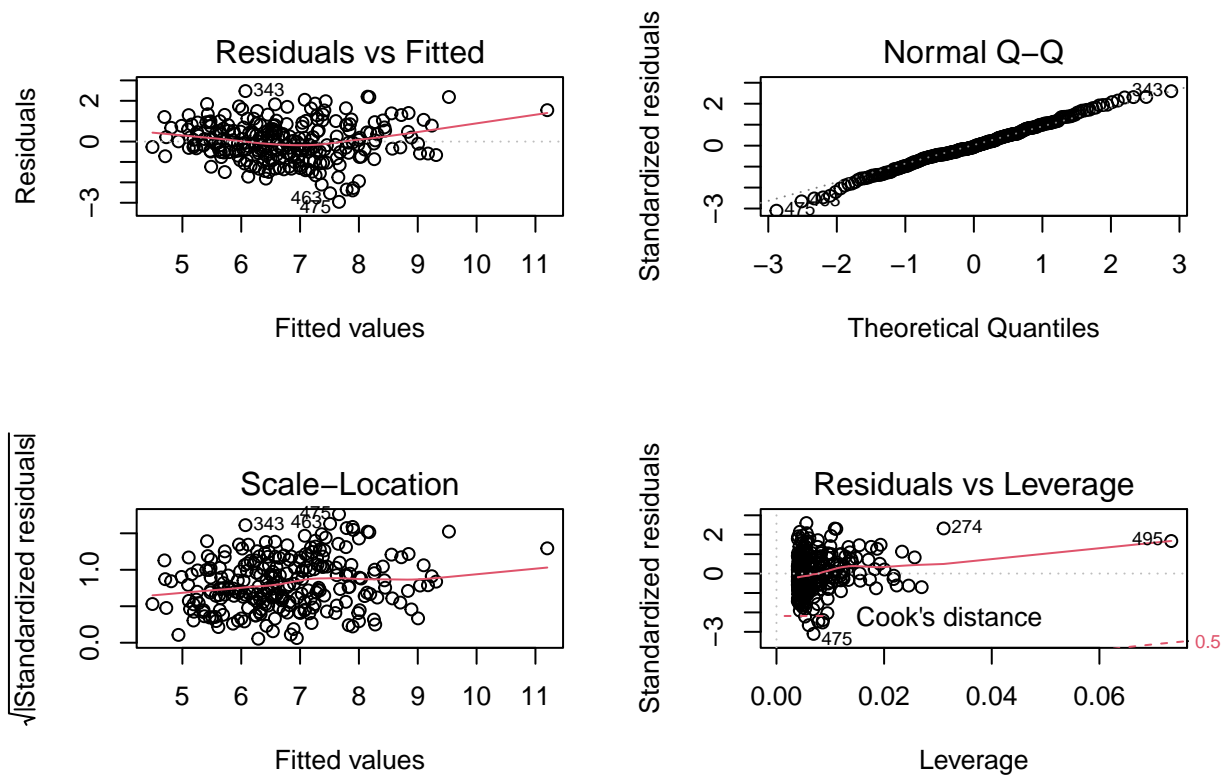 Residuals vs Fitted
Residuals
2
0
−3
343
463
475
5 6 7 8 9 10 11
Fitted values
Normal Q−Q
Standardized residuals
2
0
−3
343
475
−3 −2 −1 0 1 2 3
Theoretical Quantiles
Scale−Location
√|Standardized residuals|
1.0
0.0
343
463
475
5 6 7 8 9 10 11
Fitted values
Residuals vs Leverage
Standardized residuals
2
0
−3
274
495
Cook's distance
475
0.5
0.00 0.02 0.04 0.06
Leverage